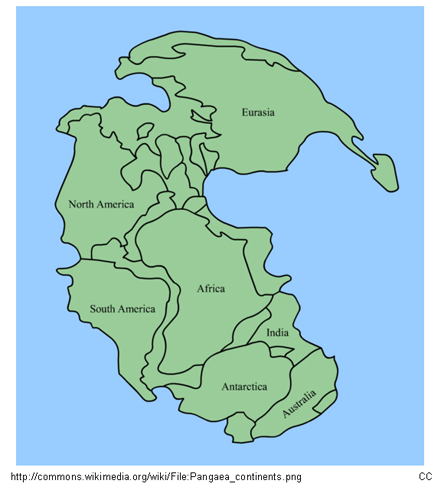 Eurasia
North America
Africa
South America
India
Antarctica
Australia
http://commons.wikimedia.org/wiki/File:Pangaea_continents.png CC